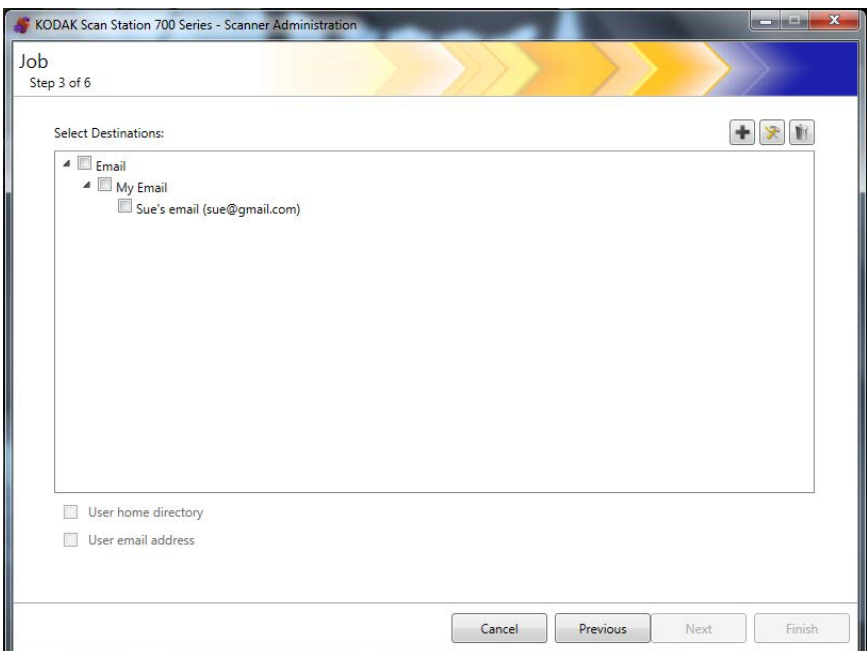 KODAK Scan Station 700 Series - Scanner Administration
Job
Step 3 of 6
Select Destinations:
Email
My Email
Sue's email (sue@gmail.com)
User home directory
User email address
Cancel Previous Next Finish